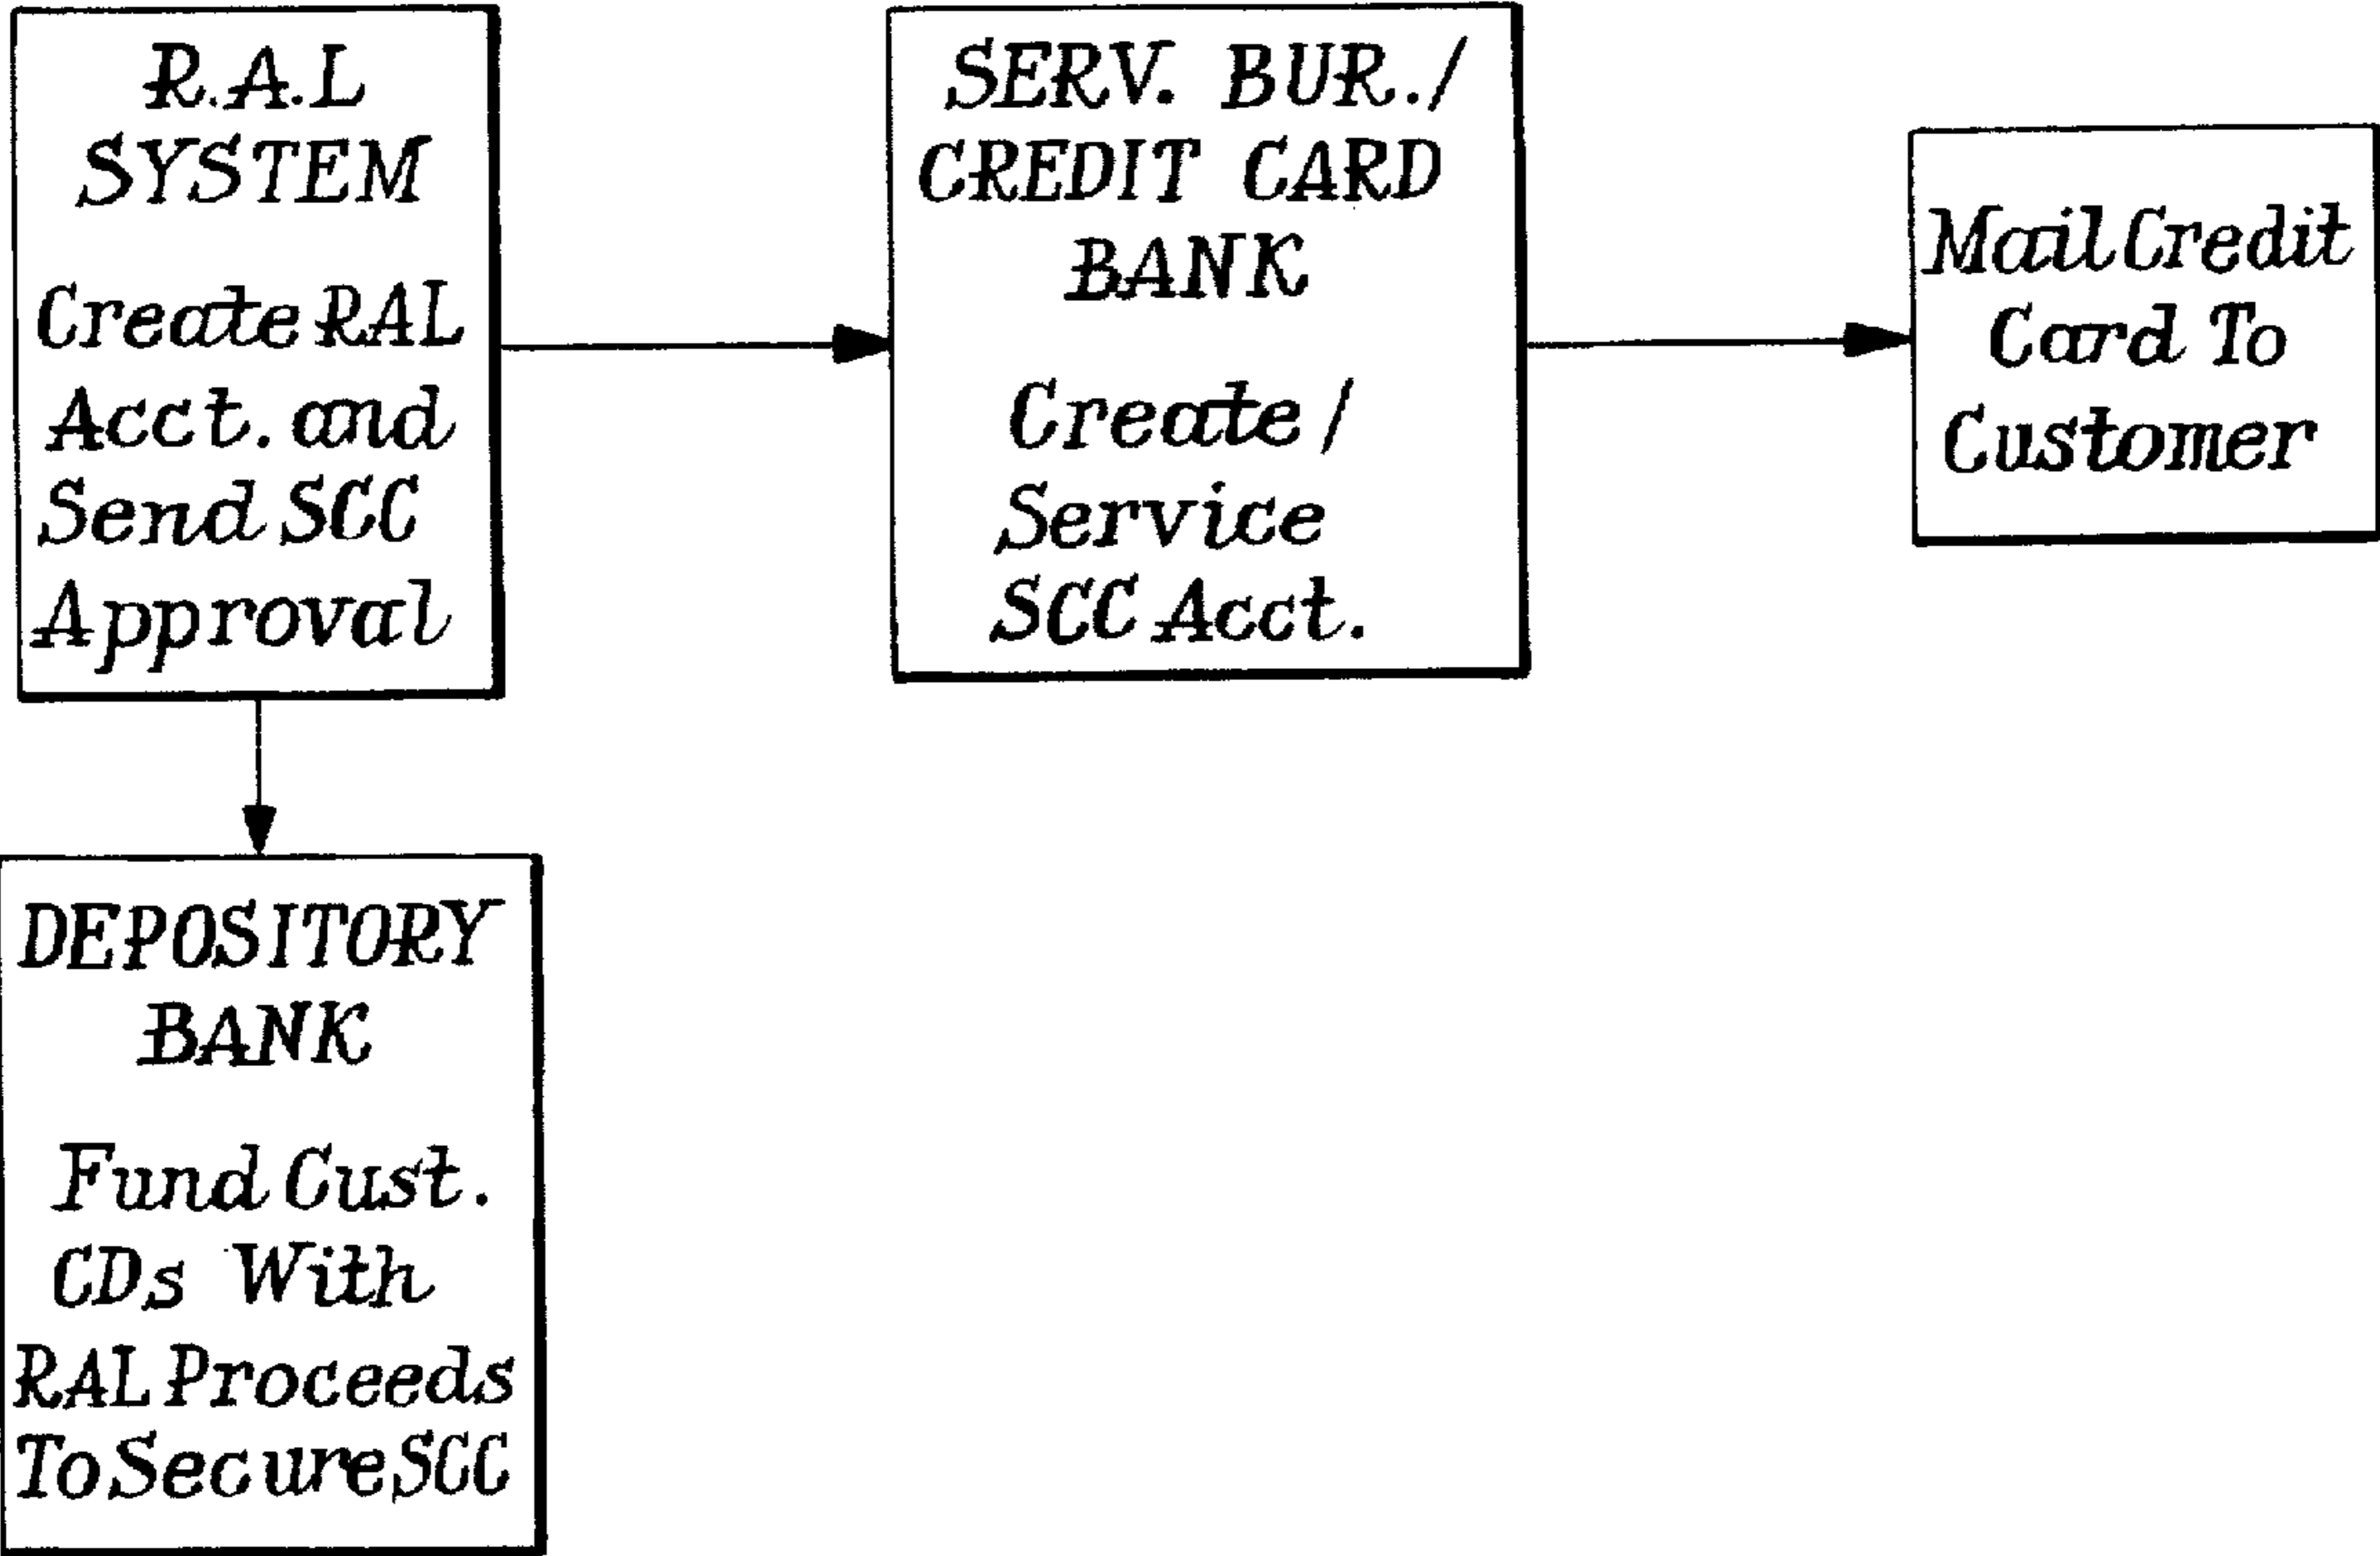 R.A.L
SYSTEM
Create RAL
Acct. and
Send SCC
Approval
SERV. BUR./
CREDIT CARD
BANK
Create /
Service
SCC Acct.
Mail Credit
Card To
Customer
DEPOSITORY
BANK
Fund Cust.
CDs With
RAL Proceeds
To Secure SCC